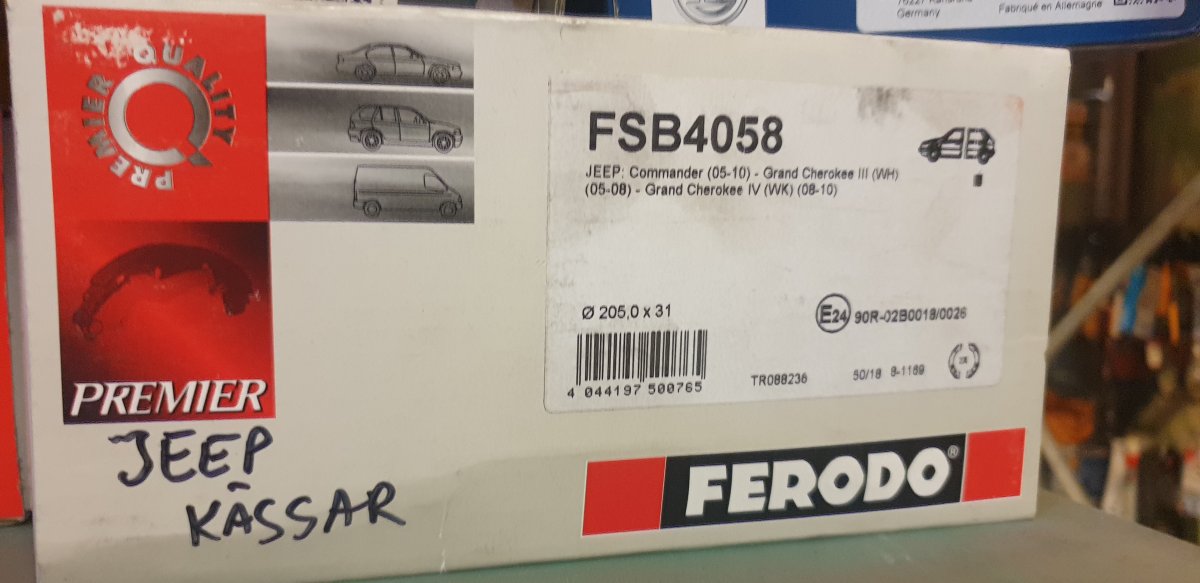 Germany
Fabriqué en Allemagne
PREMIER QUALITY
PREMIER
PREMIER
FSB4058
JEEP: Commander (05-10) - Grand Cherokee III (WH)
(05-08) - Grand Cherokee IV (WK) (08-10)
Ø 205,0 x 31
E24 90R-02B0018/0026
4 044197 500765
TR088236
50/18 8-1189
FERODO®
JEEP
KASSAR